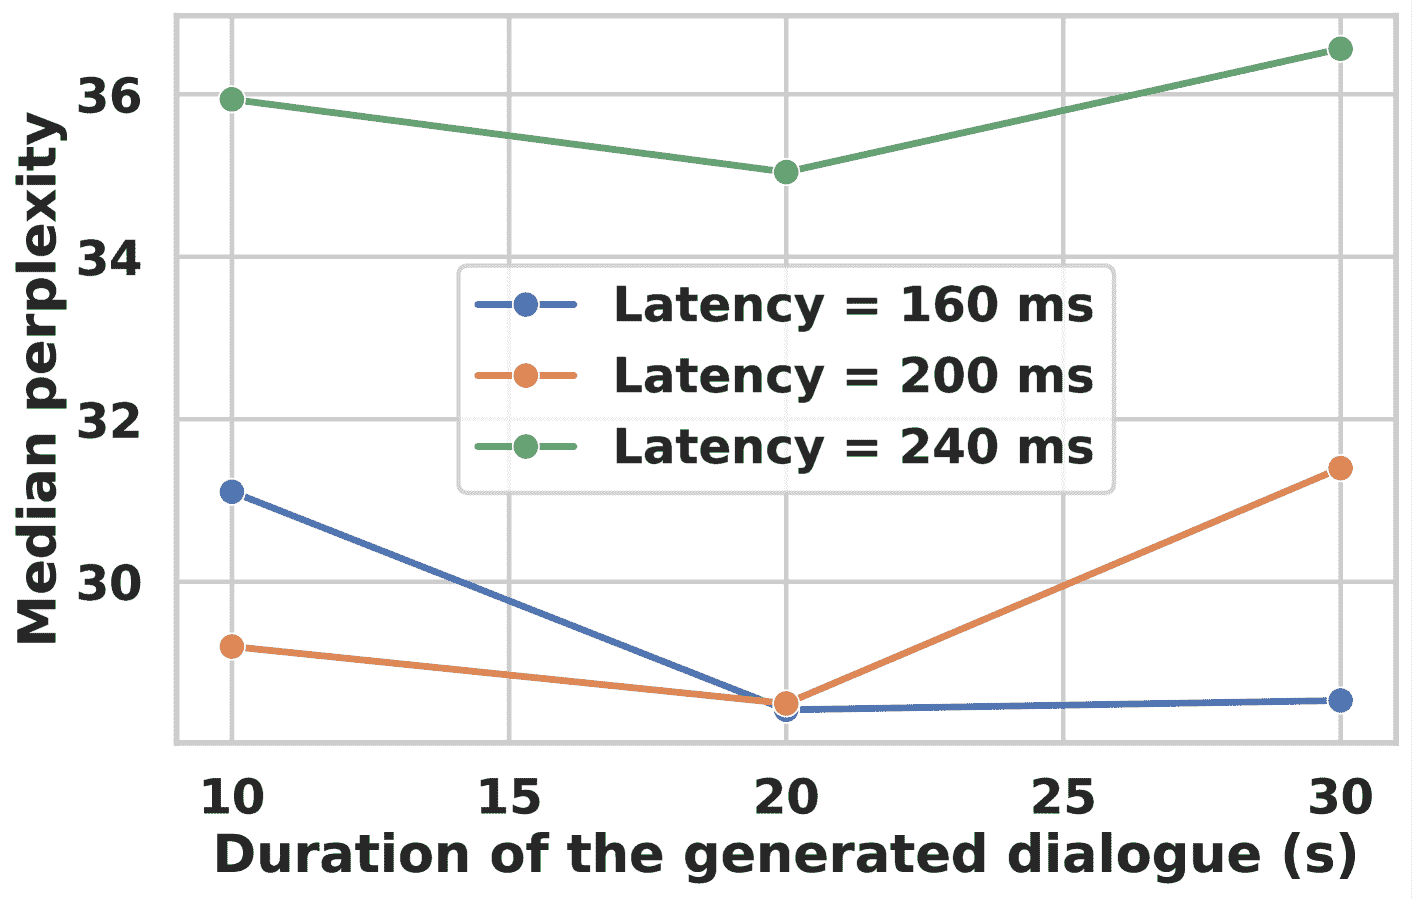 Median perplexity
36
34
32
30
Latency = 160 ms
Latency = 200 ms
Latency = 240 ms
10 15 20 25 30
Duration of the generated dialogue (s)